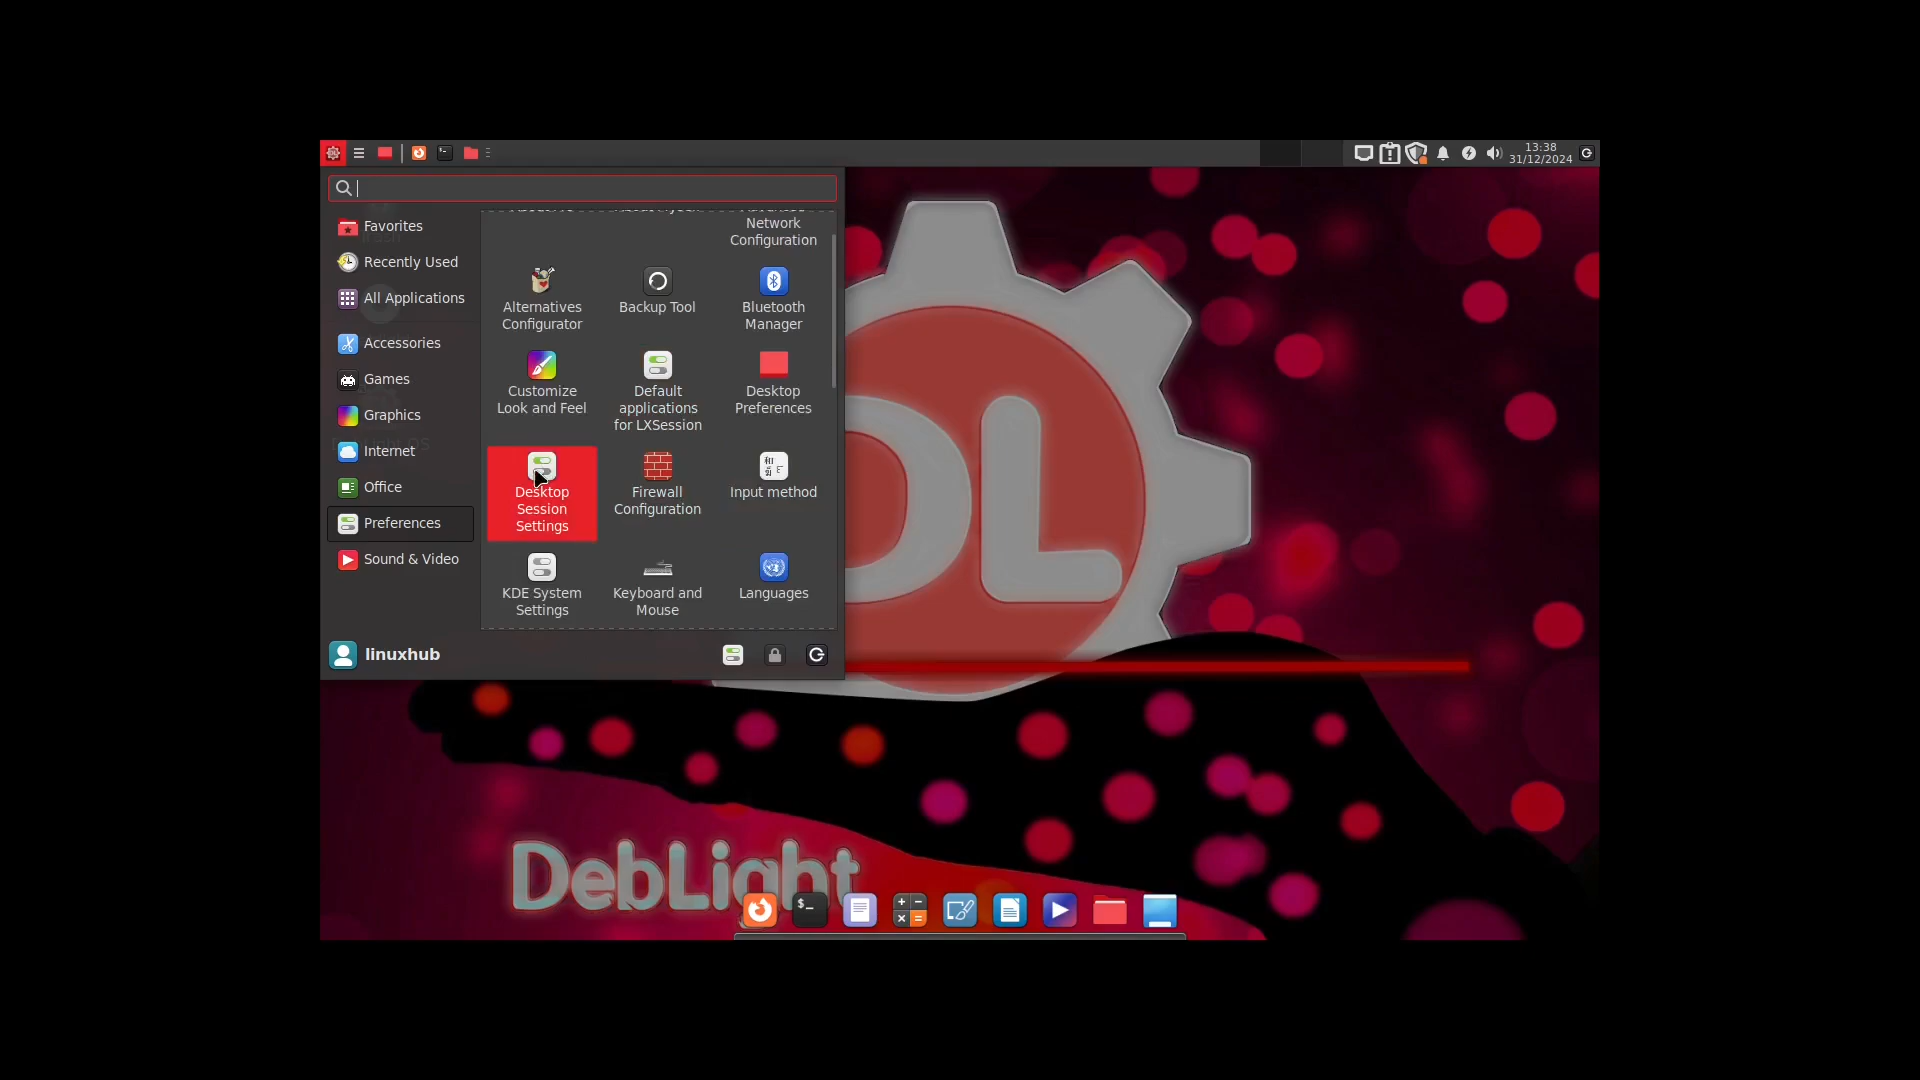 13:38
31/12/2024
Favorites
Recently Used
All Applications
Accessories
Games
Graphics
Internet
Office
Preferences
Sound & Video
Network
Configuration
Alternatives
Configurator
Backup Tool
Bluetooth
Manager
Customize
Look and Feel
Default
applications
for LXSession
Desktop
Preferences
Desktop
Session
Settings
Firewall
Configuration
Input method
KDE System
Settings
Keyboard and
Mouse
Languages
linuxhub
DL
DebLight